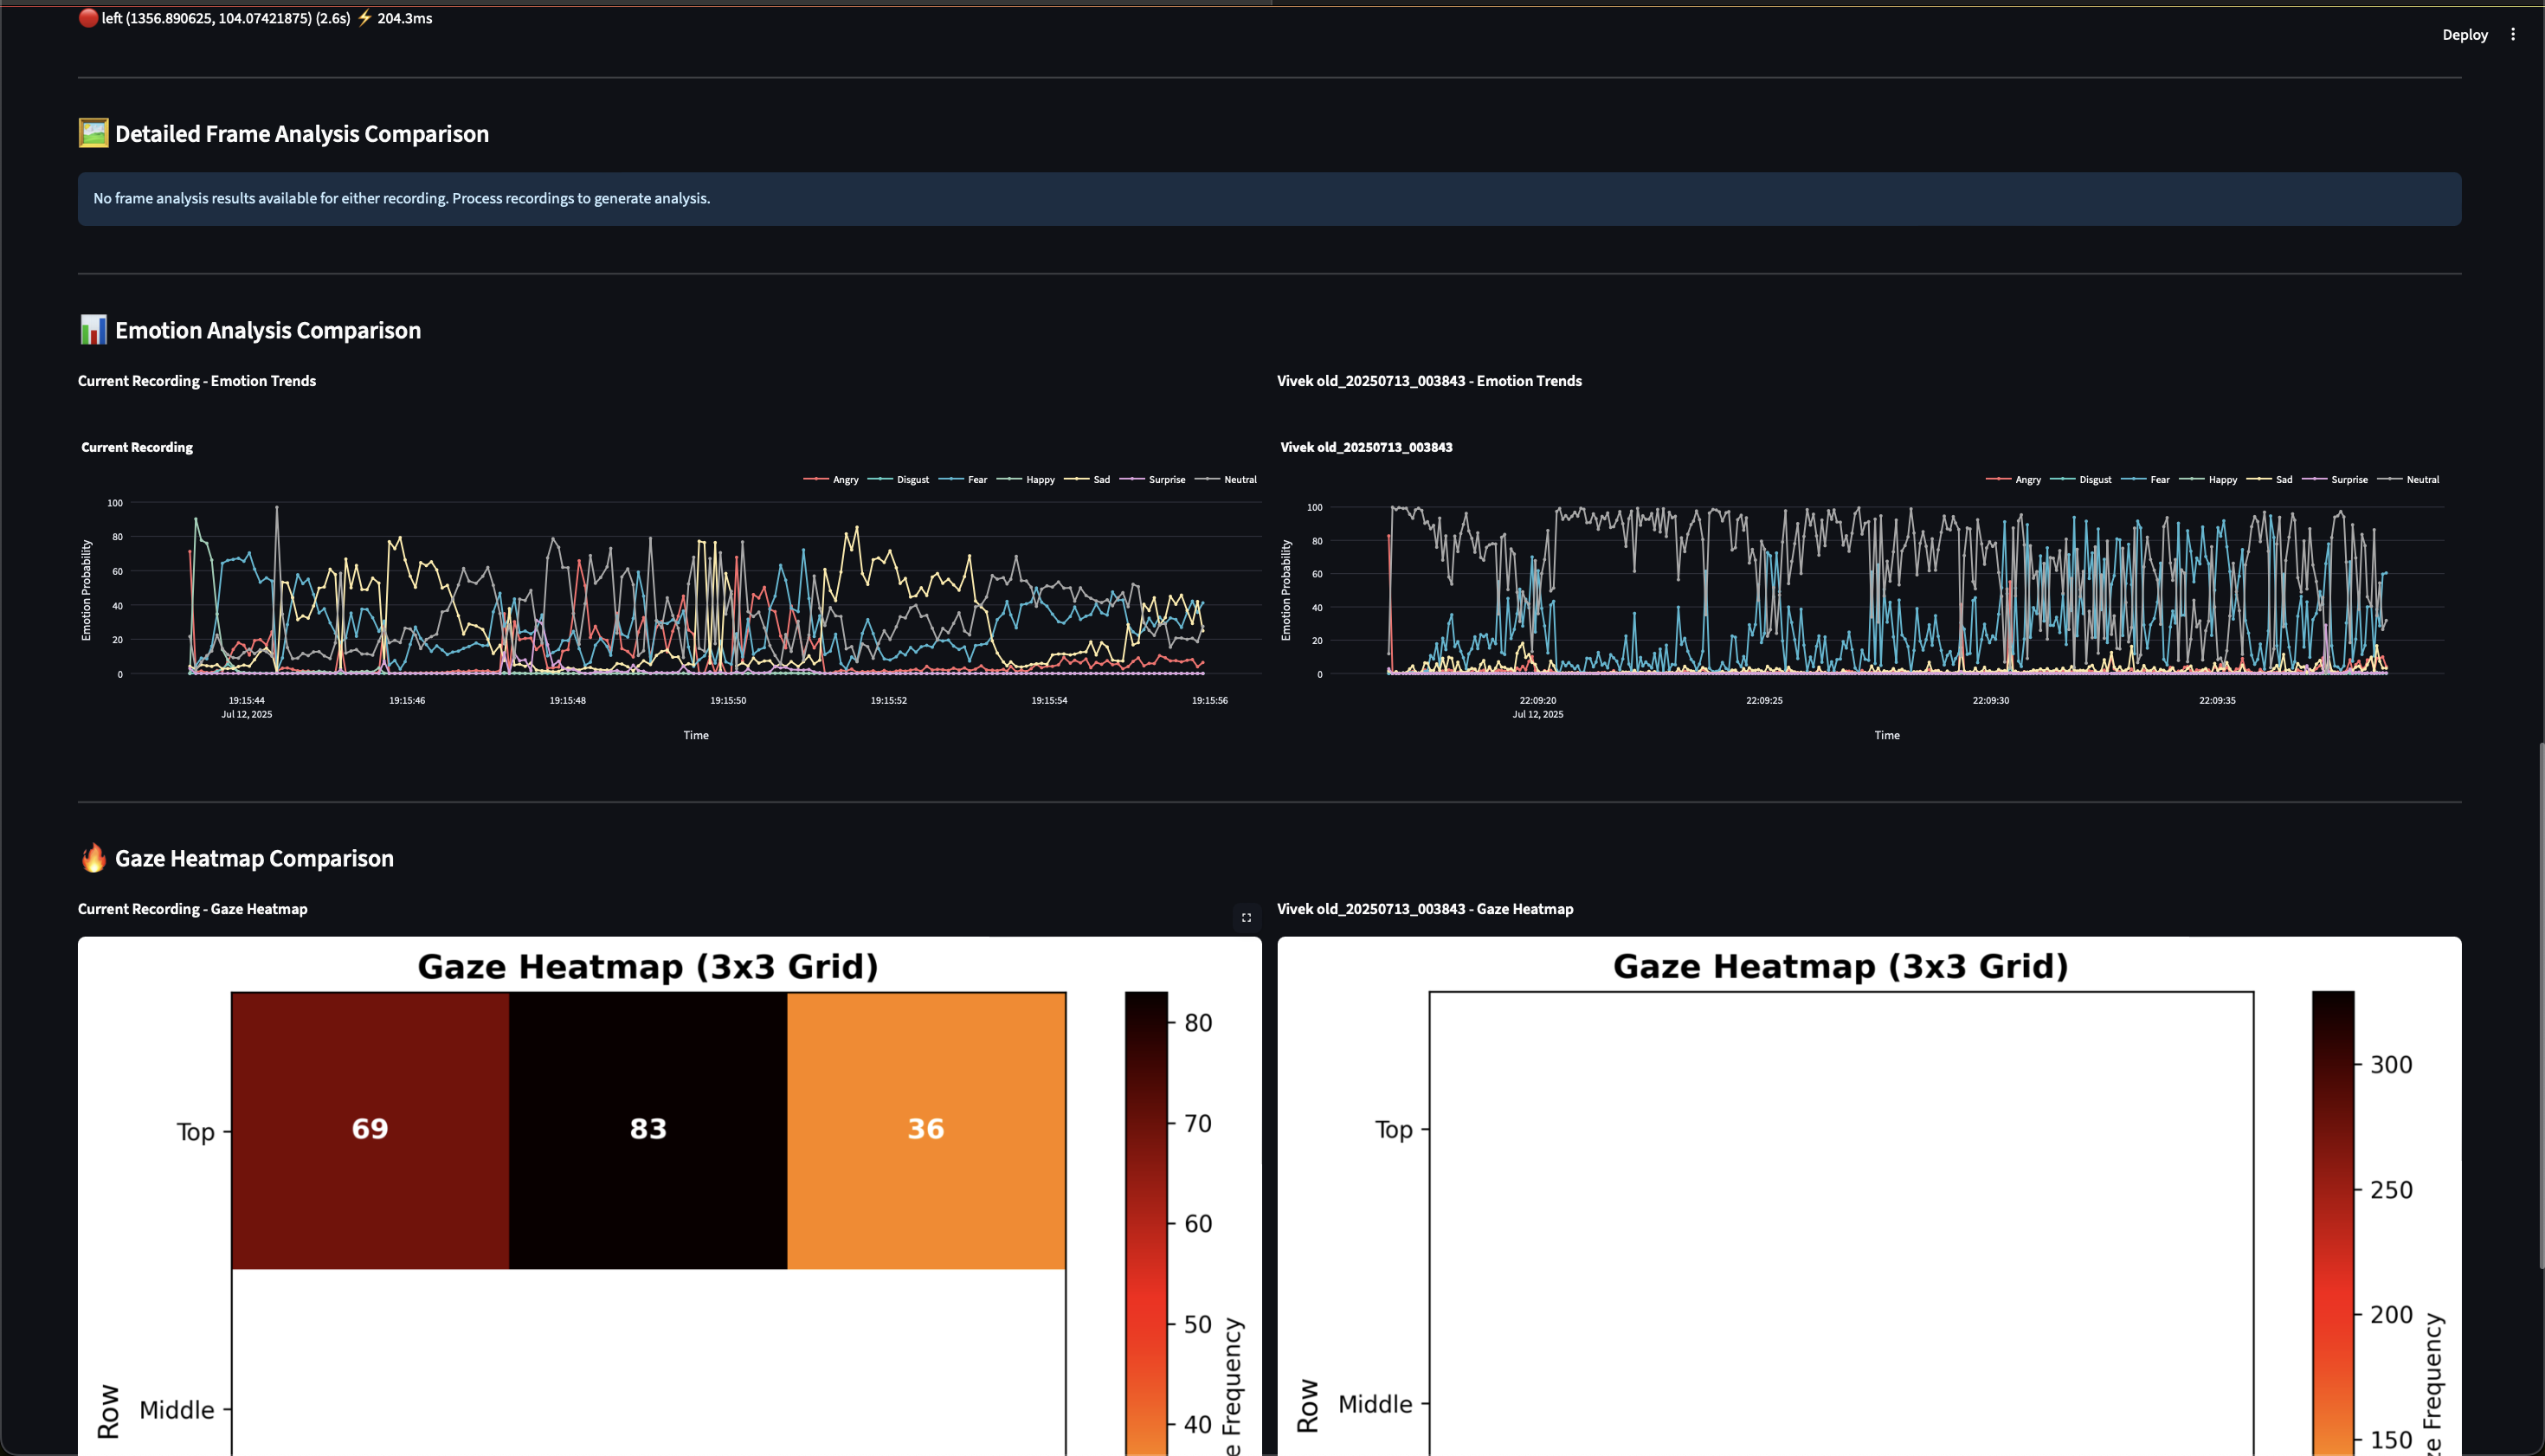 🔴 left (1356.890625, 104.07421875) (2.6s) ⚡ 204.3ms
Deploy
Detailed Frame Analysis Comparison
No frame analysis results available for either recording. Process recordings to generate analysis.
Emotion Analysis Comparison
Current Recording - Emotion Trends
Vivek old_20250713_003843 - Emotion Trends
Current Recording
Angry Disgust Fear Happy Sad Surprise Neutral
100
80
60
40
20
0
Emotion Probability
19:15:44 19:15:46 19:15:48 19:15:50 19:15:52 19:15:54 19:15:56
Jul 12, 2025
Time
Vivek old_20250713_003843
Angry Disgust Fear Happy Sad Surprise Neutral
100
80
60
40
20
0
Emotion Probability
22:09:20 22:09:25 22:09:30 22:09:35
Jul 12, 2025
Time
Gaze Heatmap Comparison
Current Recording - Gaze Heatmap
Vivek old_20250713_003843 - Gaze Heatmap
Gaze Heatmap (3x3 Grid)
Top
69 83 36
Middle
Row
80
70
60
50
40
Frequency
Gaze Heatmap (3x3 Grid)
Top
Middle
Row
300
250
200
150
Frequency